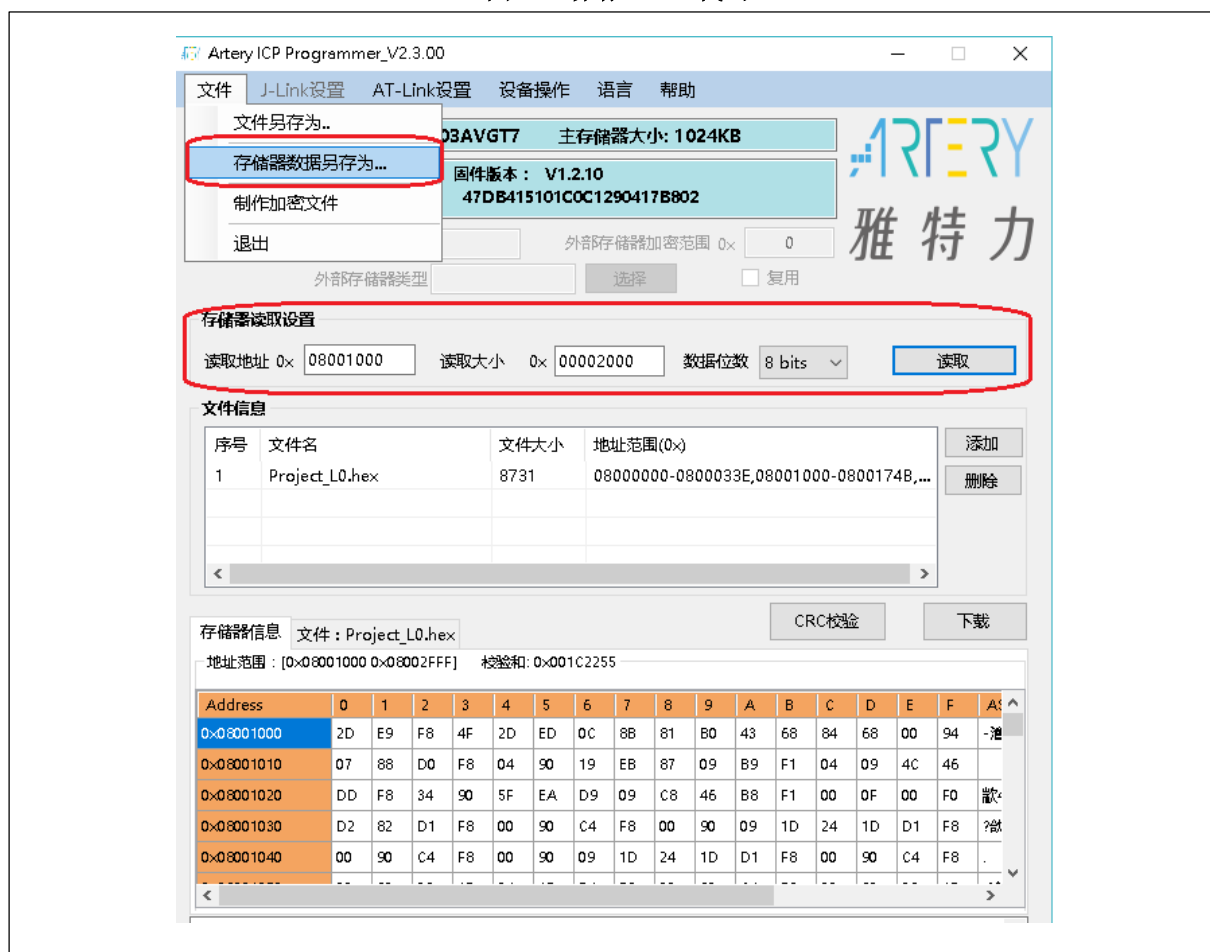 Artery ICP Programmer_V2.3.00
文件 J-Link设置 AT-Link设置 设备操作 语言 帮助
文件另存为..
03AVGT7 主存储器大小: 1024KB
存储器数据另存为...
固件版本： V1.2.10
47DB415101C0C1290417B802
制作加密文件
退出
外部存储器加密范围 0x 0
外部存储器类型 选择 复用
ARTERY
雅特力
存储器读取设置
读取地址 0x 08001000 读取大小 0x 00002000 数据位数 8 bits 读取
文件信息
序号 文件名 文件大小 地址范围(0x) 添加
1 Project_L0.hex 8731 08000000-0800033E,08001000-0800174B,... 删除
CRC校验 下载
存储器信息 文件 : Project_L0.hex
地址范围 : [0x08001000 0x08002FFF] 校验和: 0x001C2255
Address 0 1 2 3 4 5 6 7 8 9 A B C D E F
0x08001000 2D E9 F8 4F 2D ED 0C 8B 81 B0 43 68 84 68 00 94
0x08001010 07 88 D0 F8 04 90 19 EB 87 09 B9 F1 04 09 4C 46
0x08001020 DD F8 34 90 5F EA D9 09 C8 46 B8 F1 00 0F 00 F0
0x08001030 D2 82 D1 F8 00 90 C4 F8 00 90 09 1D 24 1D D1 F8
0x08001040 00 90 C4 F8 00 90 09 1D 24 1D D1 F8 00 90 C4 F8 .